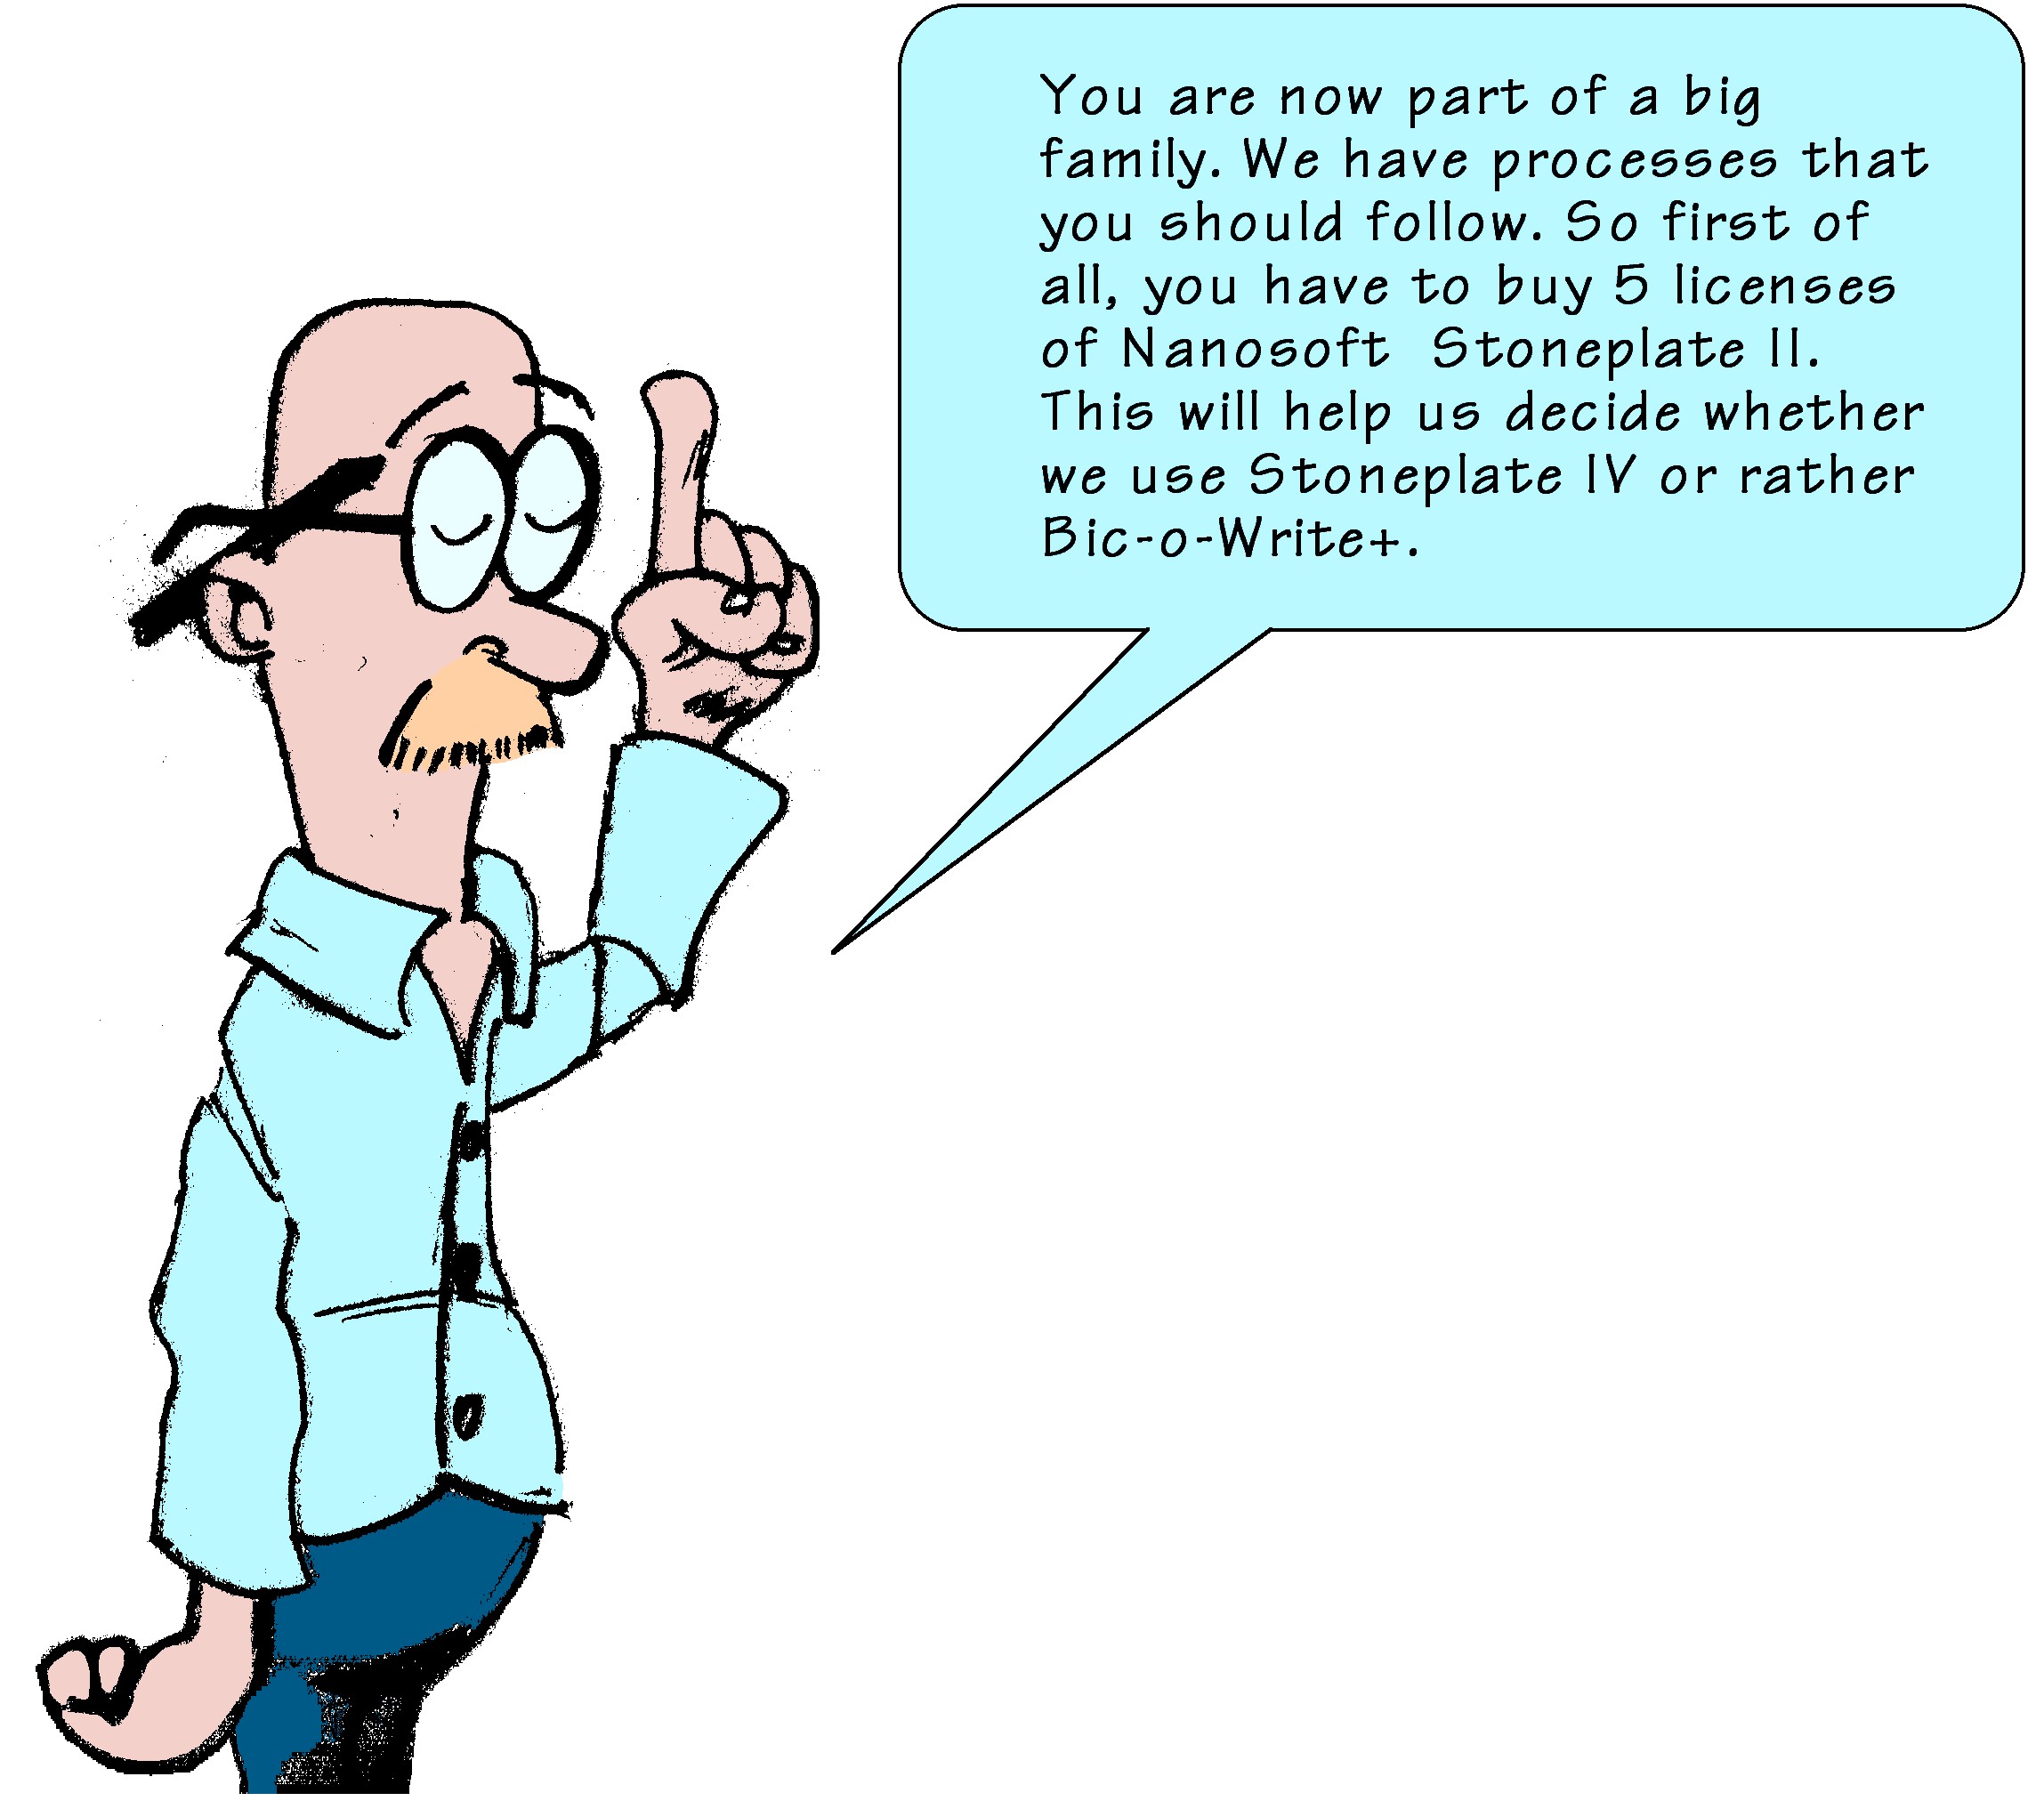 You are now part of a big
family. We have processes that
you should follow. So first of
all, you have to buy 5 licenses
of Nanosoft  Stoneplate II.
This will help us decide whether
we use Stoneplate IV or rather
Bic-o-Write+.